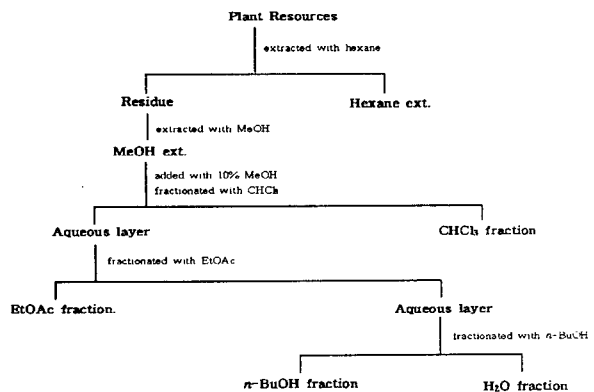 Plant Resources
extracted with hexane
Residue
Hexane ext.
extracted with MeOH
MeOH ext.
added with 10% MeOH
fractionated with CHCl₃
Aqueous layer
CHCl₃ fraction
fractionated with EtOAc
EtOAc fraction.
Aqueous layer
fractionated with n-BuOH
n-BuOH fraction
H₂O fraction